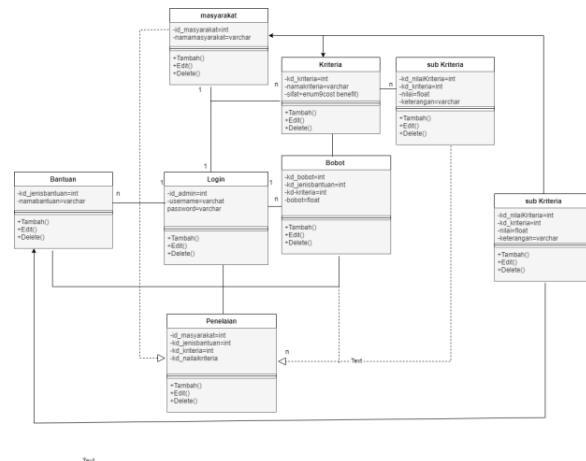 masyarakat
-id_masyarakat=int
-namamasyarakat=varchar
+Tambah()
+Edit()
+Delete()
1
n
Kriteria
-kd_kriteria=int
-namakriteria=varchar
-sifat=enum9cost benefit)
+Tambah()
+Edit()
+Delete()
n
sub Kriteria
-kd_nilaiKriteria=int
-kd_kriteria=int
-nilai=float
-keterangan=varchar
+Tambah()
+Edit()
+Delete()
1
Bantuan
-kd_jenisbantuan=int
-namabantuan=varchar
+Tambah()
+Edit()
+Delete()
n
1
Login
-id_admin=int
-username=varchat
password=varchar
+Tambah()
+Edit()
+Delete()
1
n
Bobot
-kd_bobot=int
-kd_jenisbantuan=int
-kd-kriteria=int
-bobot=float
+Tambah()
+Edit()
+Delete()
sub Kriteria
-kd_nilaiKriteria=int
-kd_kriteria=int
-nilai=float
-keterangan=varchar
+Tambah()
+Edit()
+Delete()
Penelaian
-id_masyarakat=int
-kd_jenisbantuan=int
-kd_kriteria=int
-kd_nailaikriteria
+Tambah()
+Edit()
+Delete()
n
Text
Text